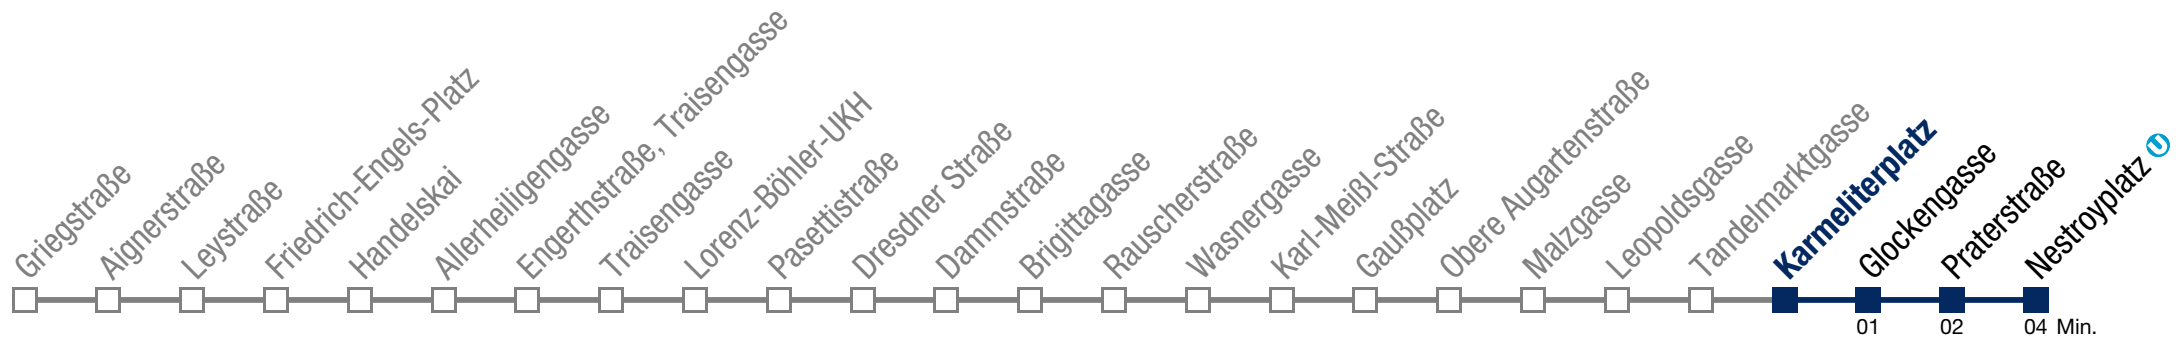 Griegstraße
Aignerstraße
Leystraße
Friedrich-Engels-Platz
Handelskai
Allerheiligengasse
Engerthstraße, Traisengasse
Traisengasse
Lorenz-Böhler-UKH
Pasettistraße
Dresdner Straße
Dammstraße
Brigittagasse
Rauscherstraße
Wasnergasse
Karl-Meißl-Straße
Gaußplatz
Obere Augartenstraße
Malzgasse
Leopoldsgasse
Tandelmarktgasse
Karmeliterplatz
Glockengasse
Praterstraße
Nestroyplatz U
01 02 04 Min.